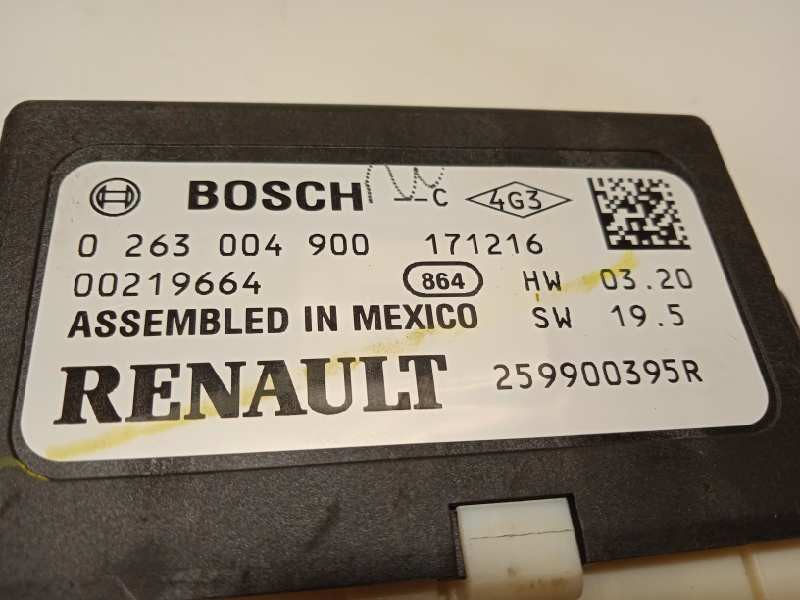 BOSCH --C 4G3
0 263 004 900 171216
00219664 864 HW 03.20
ASSEMBLED IN MEXICO SW 19.5
RENAULT 259900395R